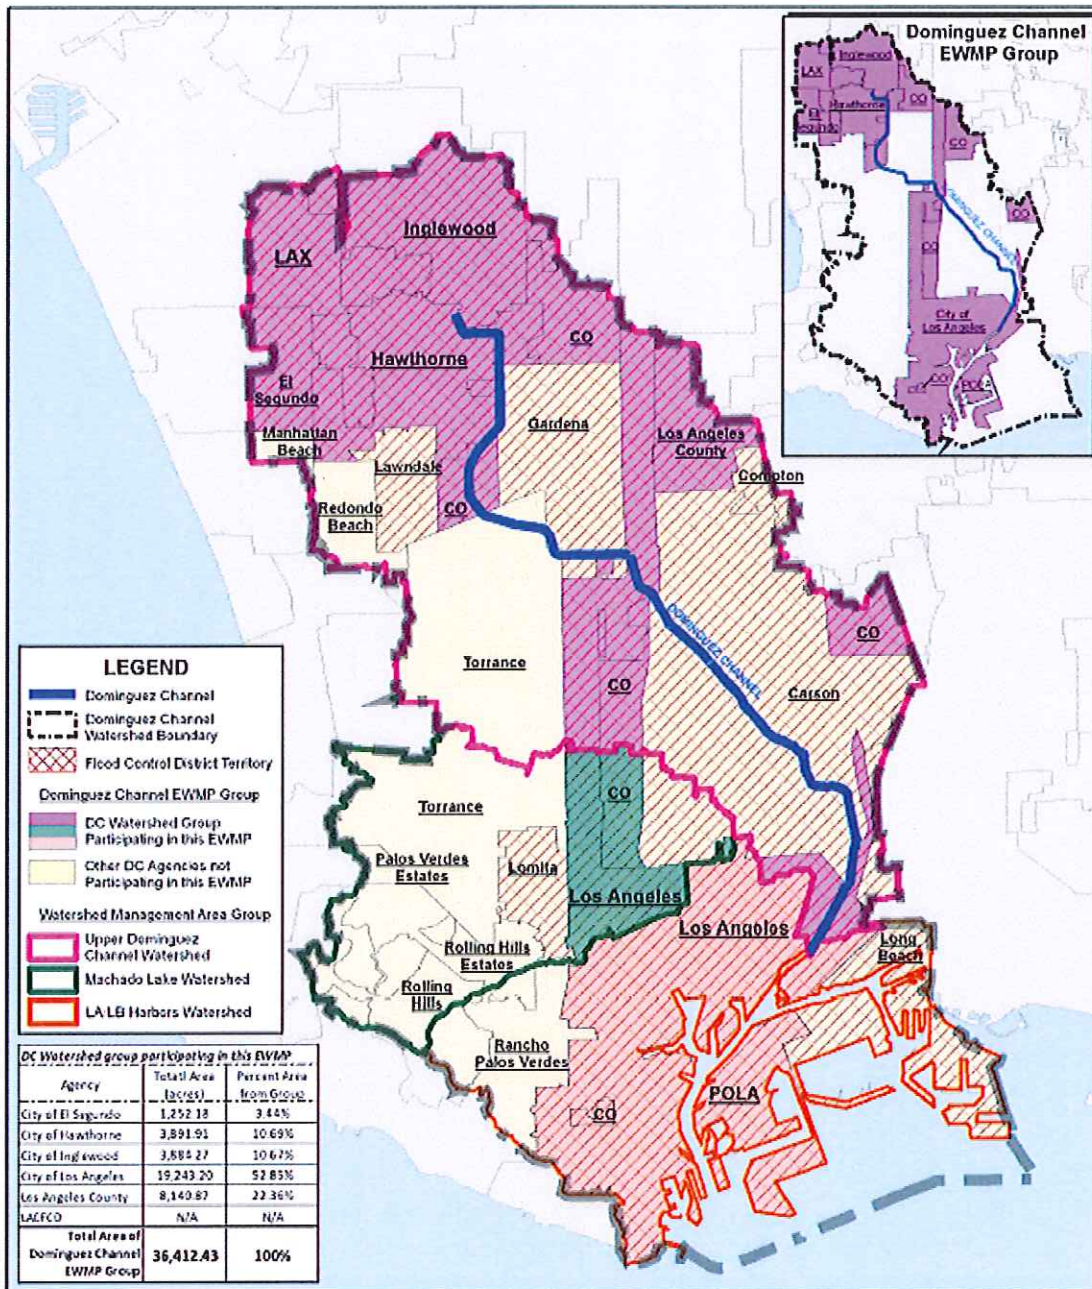 Dominguez Channel
EWMP Group
Inglewood
LAX
CO
Hawthorne
El
Segundo
CO
CO
DOMINGUEZ CHANNEL
CO
City of
Los Angeles
CO
POLA
Inglewood
LAX
CO
Hawthorne
El
Segundo
Gardena
Manhattan
Beach
Los Angeles
County
Lawndale
Compton
Redondo
Beach
CO
DOMINGUEZ CHANNEL
CO
Torrance
CO
Carson
LEGEND
Dominguez Channel
Dominguez Channel
Watershed Boundary
Flood Control District Territory
Dominguez Channel EWMP Group
DC Watershed Group
Participating in this EWMP
Other DC Agencies not
Participating in this EWMP
Watershed Management Area Group
Upper Dominguez
Channel Watershed
Machado Lake Watershed
LA LB Harbors Watershed
Torrance
CO
Palos Verdes
Estates
Lomita
Los Angeles
Los Angeles
Long
Beach
Rolling Hills
Estates
Rolling
Hills
Rancho
Palos Verdes
CO
POLA
DC Watershed group participating in this EWMP
Agency
Total Area
(acres)
Percent Area
from Group
City of El Segundo 1,252.18 3.44%
City of Hawthorne 3,891.91 10.69%
City of Inglewood 3,884.27 10.67%
City of Los Angeles 19,243.20 52.85%
Los Angeles County 8,140.87 22.36%
LACFCD N/A N/A
Total Area of
Dominguez Channel
EWMP Group
36,412.43 100%